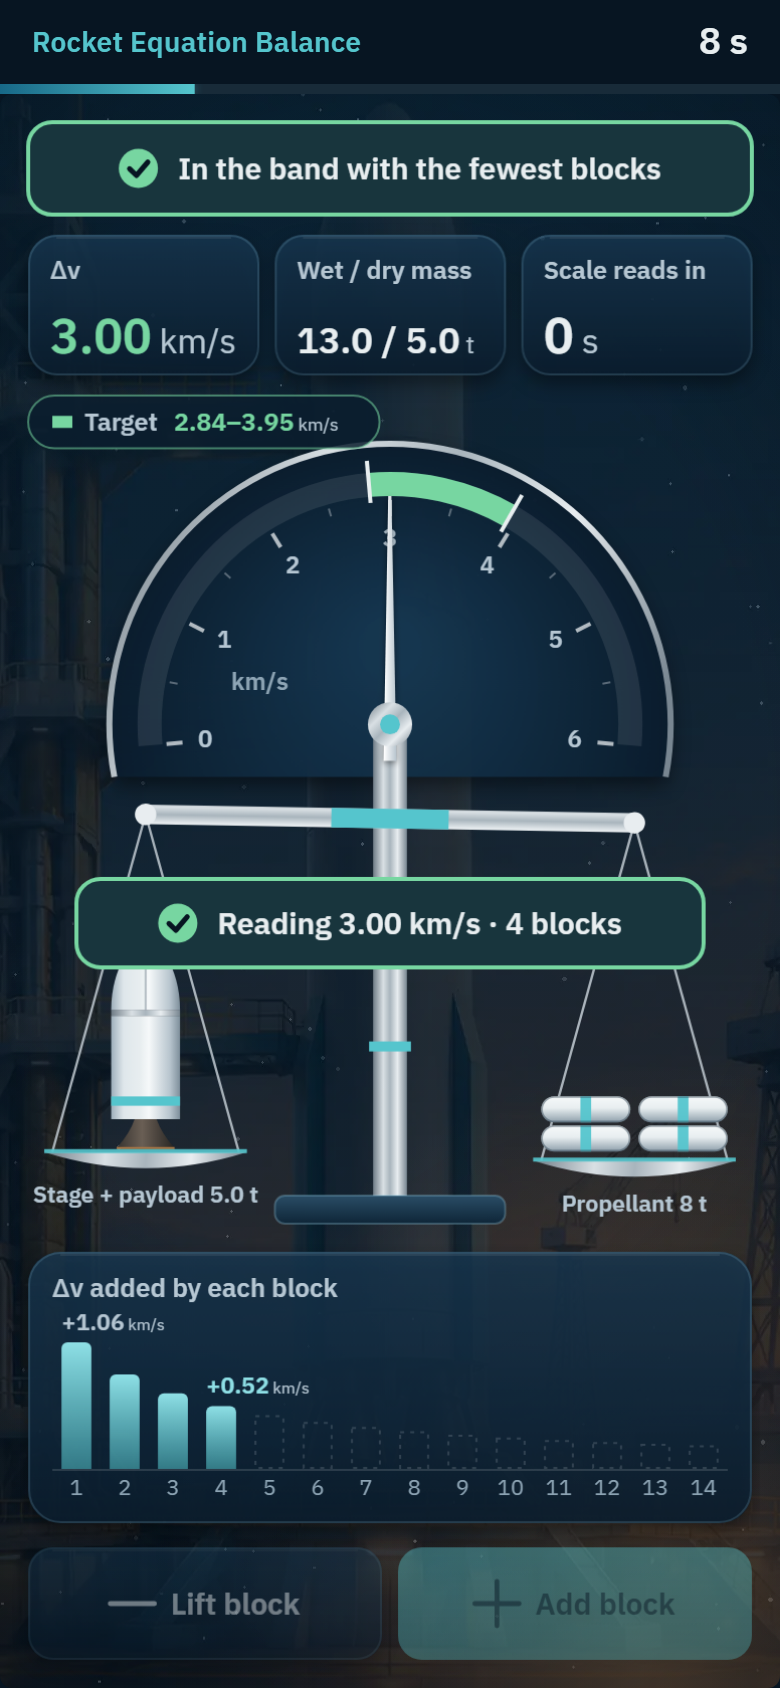 Rocket Equation Balance
8 s
In the band with the fewest blocks
Δv
3.00 km/s
Wet / dry mass
13.0 / 5.0 t
Scale reads in
0 s
Target 2.84–3.95 km/s
0
1
2
3
4
5
6
km/s
Reading 3.00 km/s · 4 blocks
Stage + payload 5.0 t
Propellant 8 t
Δv added by each block
+1.06 km/s
+0.52 km/s
1 2 3 4 5 6 7 8 9 10 11 12 13 14
Lift block
Add block